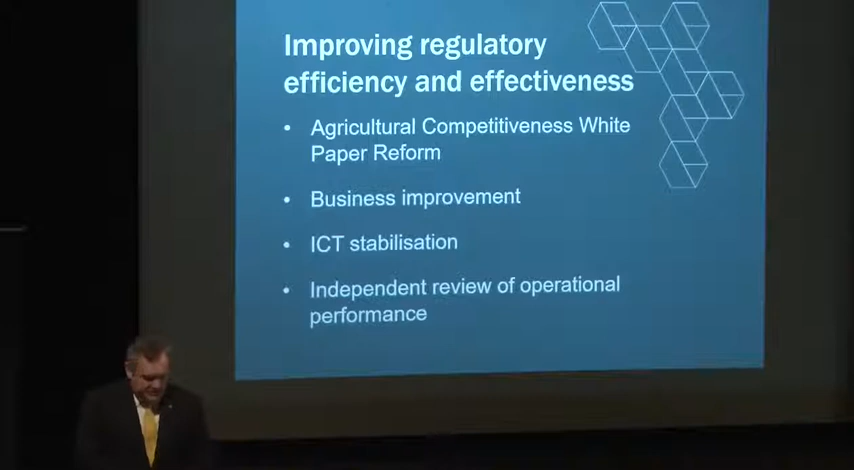 Improving regulatory
efficiency and effectiveness
• Agricultural Competitiveness White
Paper Reform
• Business improvement
• ICT stabilisation
• Independent review of operational
performance